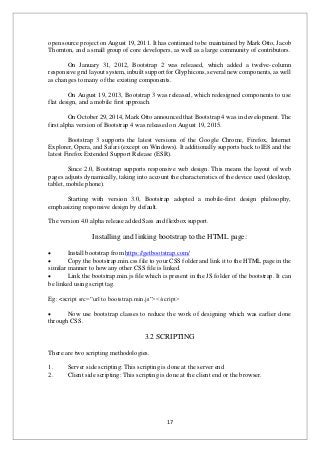 open source project on August 19, 2011. It has continued to be maintained by Mark Otto, Jacob
Thornton, and a small group of core developers, as well as a large community of contributors.
On January 31, 2012, Bootstrap 2 was released, which added a twelve-column
responsive grid layout system, inbuilt support for Glyphicons, several new components, as well
as changes to many of the existing components.
On August 19, 2013, Bootstrap 3 was released, which redesigned components to use
flat design, and a mobile first approach.
On October 29, 2014, Mark Otto announced that Bootstrap 4 was in development. The
first alpha version of Bootstrap 4 was released on August 19, 2015.
Bootstrap 3 supports the latest versions of the Google Chrome, Firefox, Internet
Explorer, Opera, and Safari (except on Windows). It additionally supports back to IE8 and the
latest Firefox Extended Support Release (ESR).
Since 2.0, Bootstrap supports responsive web design. This means the layout of web
pages adjusts dynamically, taking into account the characteristics of the device used (desktop,
tablet, mobile phone).
Starting with version 3.0, Bootstrap adopted a mobile-first design philosophy,
emphasizing responsive design by default.
The version 4.0 alpha release added Sass and flexbox support.
Installing and linking bootstrap to the HTML page:
• Install bootstrap from https://getbootstrap.com/
• Copy the bootstrap.min.css file to your CSS folder and link it to the HTML page in the
similar manner to how any other CSS file is linked.
• Link the bootstrap.min.js file which is present in the JS folder of the bootstrap. It can
be linked using script tag.
Eg: <script src="url to bootstrap.min.js"></script>
• Now use bootstrap classes to reduce the work of designing which was earlier done
through CSS.
3.2 SCRIPTING
There are two scripting methodologies.
1. Server side scripting: This scripting is done at the server end
2. Client side scripting: This scripting is done at the client end or the browser.
17